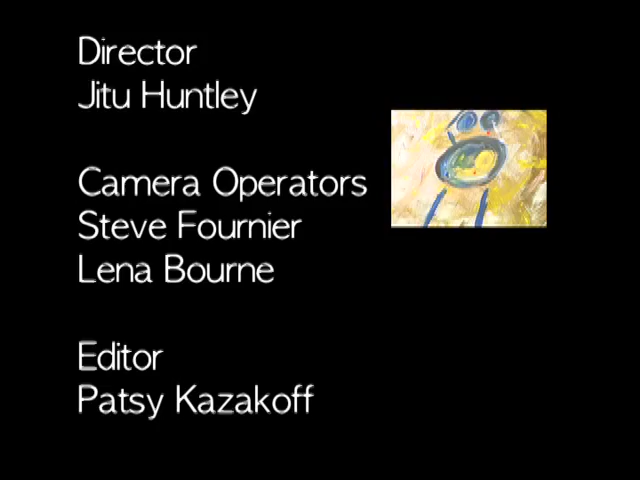 Director
Jitu Huntley
Camera Operators
Steve Fournier
Lena Bourne
Editor
Patsy Kazakoff